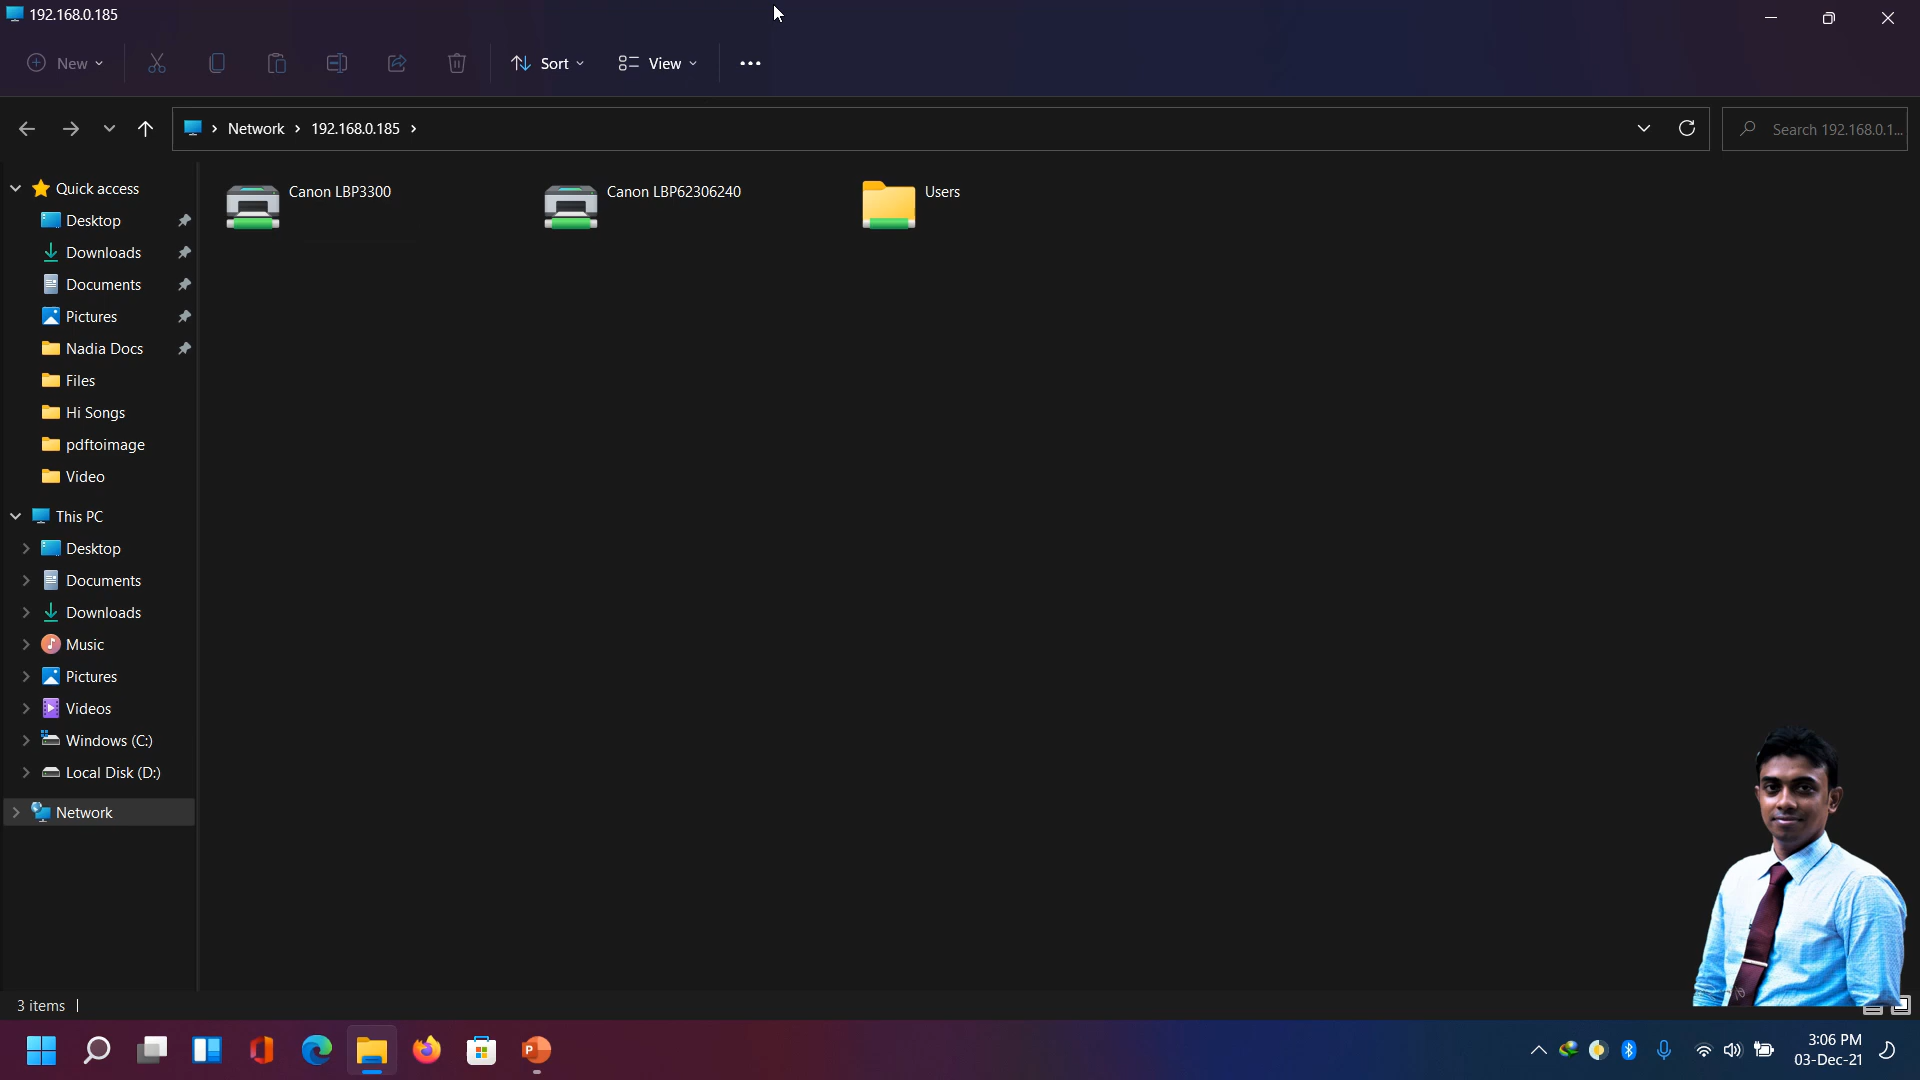 192.168.0.185
New
Sort
View
Network
192.168.0.185
Search 192.168.0.1...
Quick access
Desktop
Downloads
Documents
Pictures
Nadia Docs
Files
Hi Songs
pdftoimage
Video
This PC
Desktop
Documents
Downloads
Music
Pictures
Videos
Windows (C:)
Local Disk (D:)
Network
Canon LBP3300
Canon LBP62306240
Users
3 items
3:06 PM
03-Dec-21